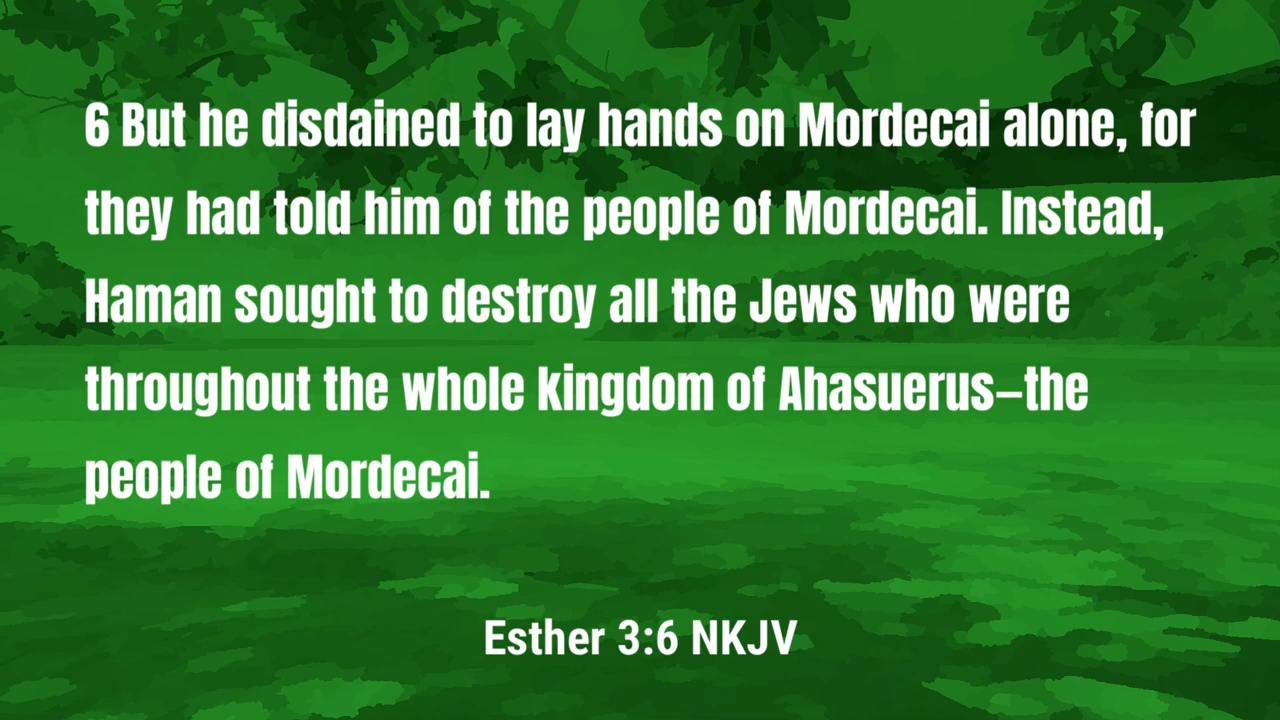 6 But he disdained to lay hands on Mordecai alone, for
they had told him of the people of Mordecai. Instead,
Haman sought to destroy all the Jews who were
throughout the whole kingdom of Ahasuerus—the
people of Mordecai.
Esther 3:6 NKJV